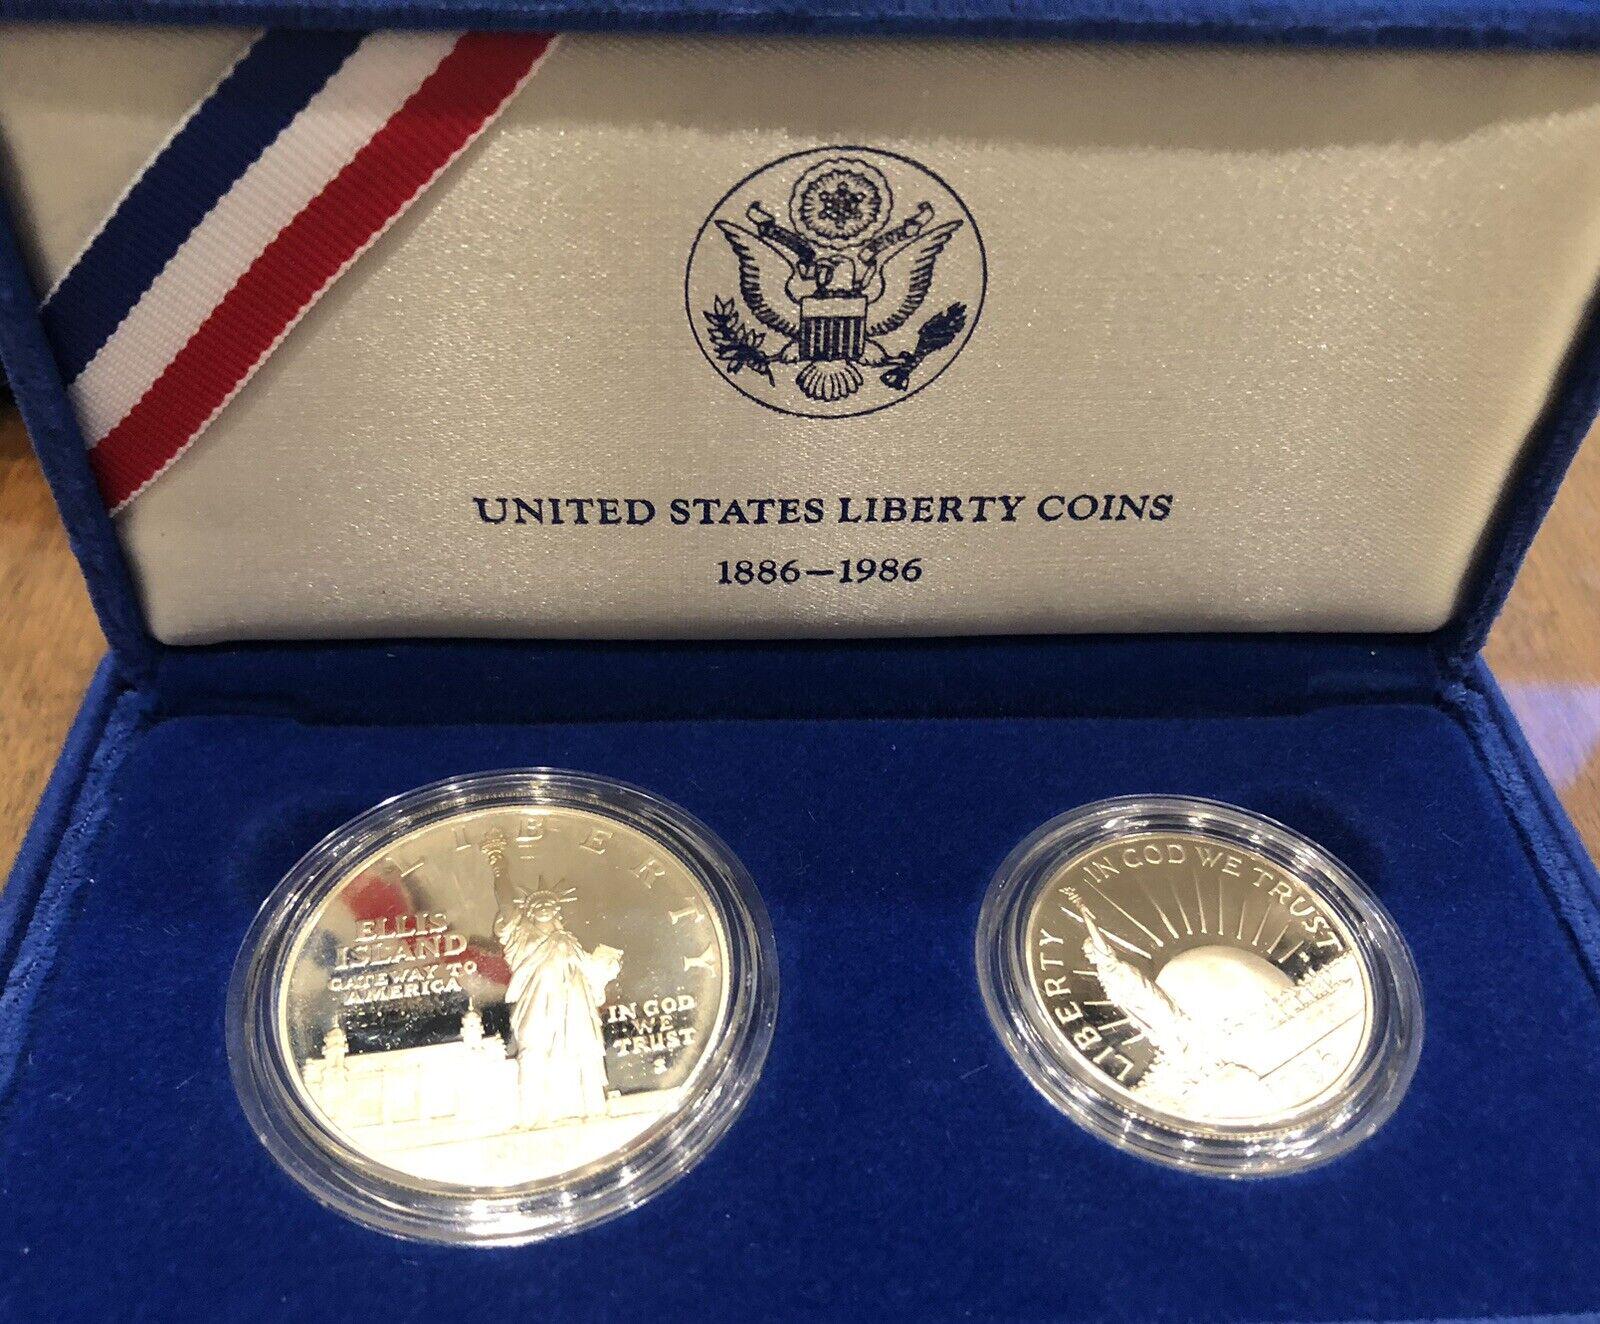 UNITED STATES LIBERTY COINS
1886–1986
LIBERTY
ELLIS
ISLAND
GATEWAY TO
AMERICA
IN GOD
WE
TRUST
S
LIBERTY
IN GOD WE TRUST